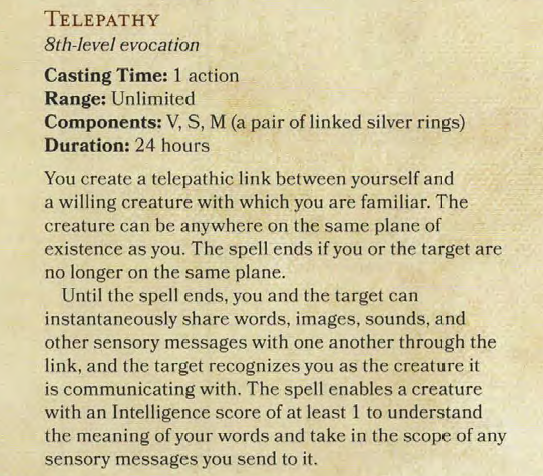 TELEPATHY
8th-level evocation
Casting Time: 1 action
Range: Unlimited
Components: V, S, M (a pair of linked silver rings)
Duration: 24 hours
You create a telepathic link between yourself and
a willing creature with which you are familiar. The
creature can be anywhere on the same plane of
existence as you. The spell ends if you or the target are
no longer on the same plane.
Until the spell ends, you and the target can
instantaneously share words, images, sounds, and
other sensory messages with one another through the
link, and the target recognizes you as the creature it
is communicating with. The spell enables a creature
with an Intelligence score of at least 1 to understand
the meaning of your words and take in the scope of any
sensory messages you send to it.